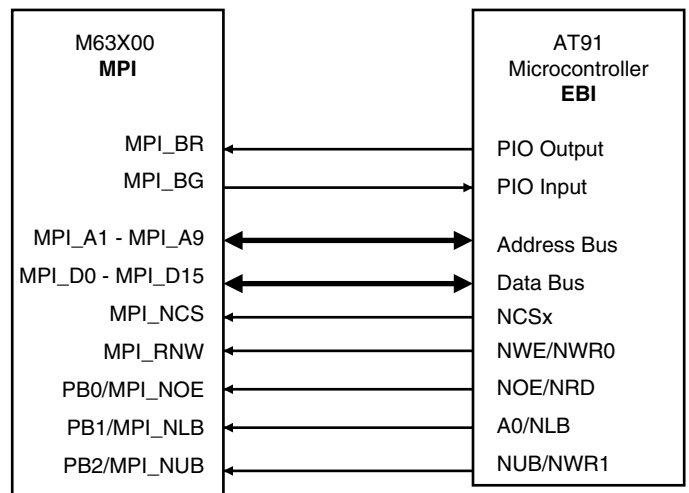 M63X00
MPI
AT91
Microcontroller
EBI
MPI_BR
PIO Output
MPI_BG
PIO Input
MPI_A1 - MPI_A9
Address Bus
MPI_D0 - MPI_D15
Data Bus
MPI_NCS
NCSx
MPI_RNW
NWE/NWR0
PB0/MPI_NOE
NOE/NRD
PB1/MPI_NLB
A0/NLB
PB2/MPI_NUB
NUB/NWR1